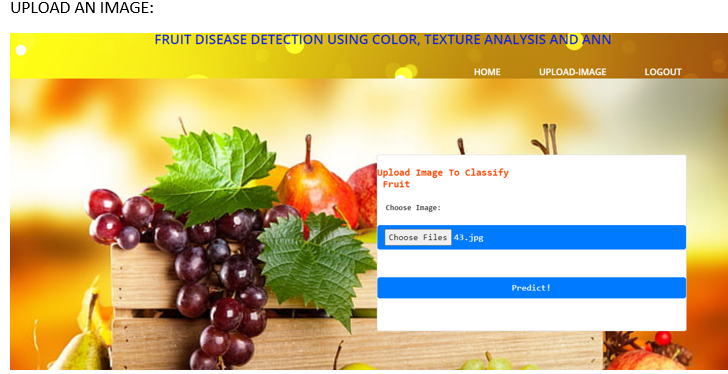 UPLOAD AN IMAGE:
FRUIT DISEASE DETECTION USING COLOR, TEXTURE ANALYSIS AND ANN
HOME UPLOAD-IMAGE LOGOUT
Upload Image To Classify
Fruit
Choose Image:
Choose Files 43.jpg
Predict!